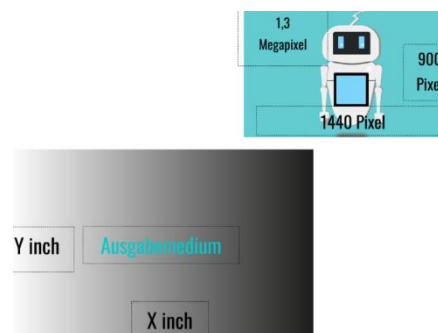 1,3
Megapixel
900
Pixe
1440 Pixel
Y inch
Ausgabemedium
X inch